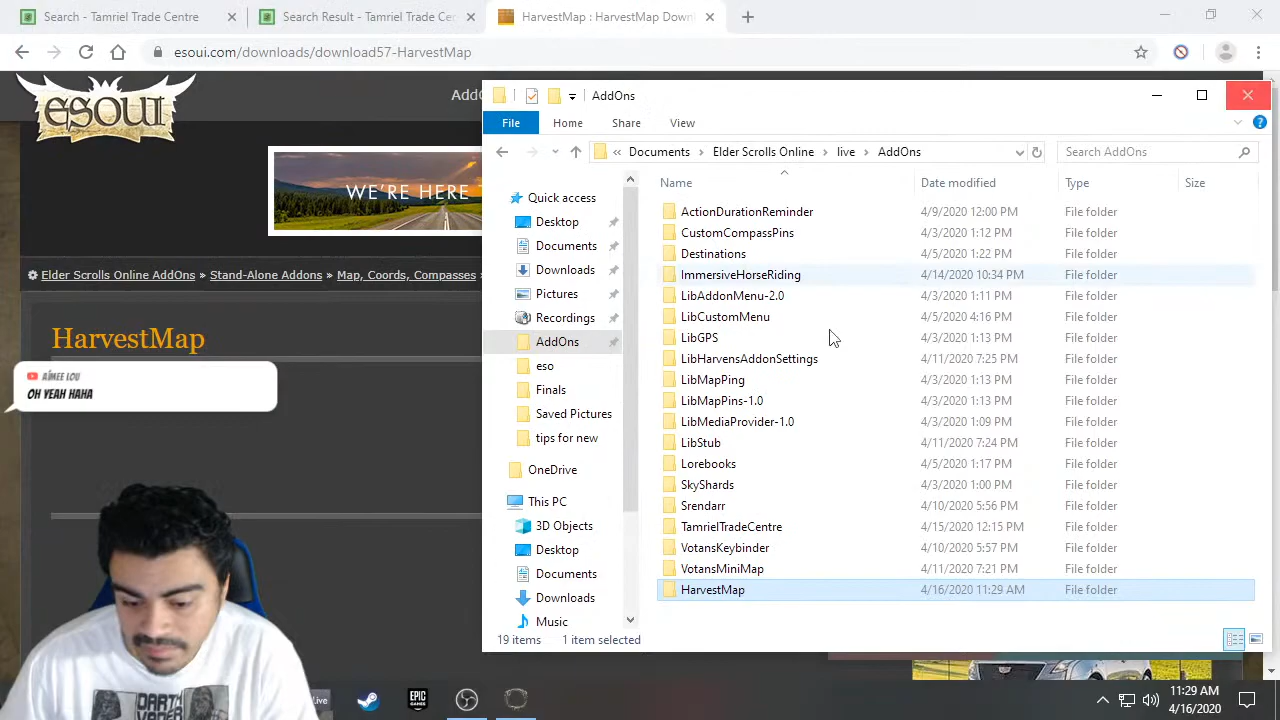 Search - Tamriel Trade Centre
Search Result - Tamriel Trade Ce
HarvestMap : HarvestMap Down
esoui.com/downloads/download57-HarvestMap
ESOUI
WE'RE HERE
Elder Scrolls Online AddOns » Stand-Alone Addons » Map, Coords, Compasses »
HarvestMap
AIMEE LOU
OH YEAH HAHA
AddOns
File Home Share View
« Documents > Elder Scrolls Online > live > AddOns
Search AddOns
Name Date modified Type Size
Quick access
Desktop
Documents
Downloads
Pictures
Recordings
AddOns
eso
Finals
Saved Pictures
tips for new
OneDrive
This PC
3D Objects
Desktop
Documents
Downloads
Music
ActionDurationReminder 4/9/2020 12:00 PM File folder
CustomCompassPins 4/3/2020 1:12 PM File folder
Destinations 4/5/2020 1:22 PM File folder
ImmersiveHorseRiding 4/14/2020 10:34 PM File folder
LibAddonMenu-2.0 4/3/2020 1:11 PM File folder
LibCustomMenu 4/5/2020 4:16 PM File folder
LibGPS 4/3/2020 1:13 PM File folder
LibHarvensAddonSettings 4/11/2020 7:25 PM File folder
LibMapPing 4/3/2020 1:13 PM File folder
LibMapPins-1.0 4/3/2020 1:13 PM File folder
LibMediaProvider-1.0 4/3/2020 1:09 PM File folder
LibStub 4/11/2020 7:24 PM File folder
Lorebooks 4/5/2020 1:17 PM File folder
SkyShards 4/3/2020 1:00 PM File folder
Srendarr 4/10/2020 5:56 PM File folder
TamrielTradeCentre 4/15/2020 12:15 PM File folder
VotansKeybinder 4/10/2020 5:57 PM File folder
VotansMiniMap 4/11/2020 7:21 PM File folder
HarvestMap 4/16/2020 11:29 AM File folder
19 items 1 item selected
DARTH VADER
EPIC GAMES
11:29 AM
4/16/2020